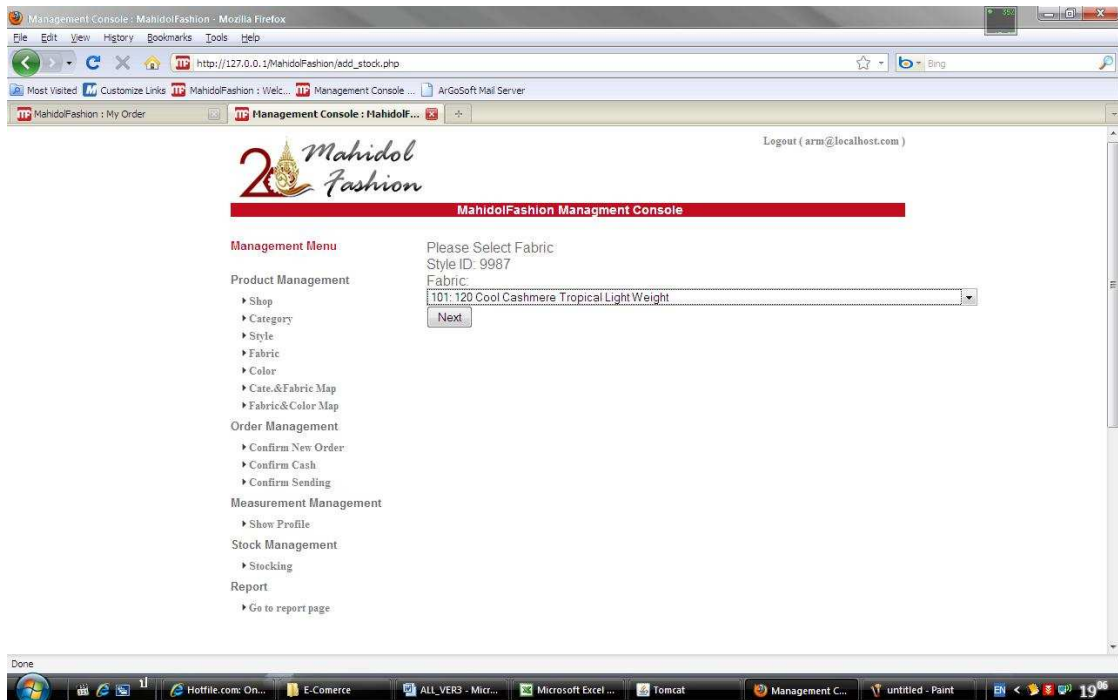 Management Console : MahidolFashion - Mozilla Firefox
File Edit View History Bookmarks Tools Help
http://127.0.0.1/MahidolFashion/add_stock.php
Bing
Most Visited Customize Links MahidolFashion : Welc... Management Console ... ArGoSoft Mail Server
MahidolFashion : My Order
Management Console : MahidolF...
Logout ( arm@localhost.com )
20 Mahidol
Fashion
MahidolFashion Managment Console
Management Menu
Product Management
Shop
Category
Style
Fabric
Color
Cate.&Fabric Map
Fabric&Color Map
Order Management
Confirm New Order
Confirm Cash
Confirm Sending
Measurement Management
Show Profile
Stock Management
Stocking
Report
Go to report page
Please Select Fabric
Style ID: 9987
Fabric:
101: 120 Cool Cashmere Tropical Light Weight
Next
Done
Hotfile.com: On... E-Comerce ALL_VER3 - Micr... Microsoft Excel ... Tomcat Management C... untitled - Paint EN 19 06